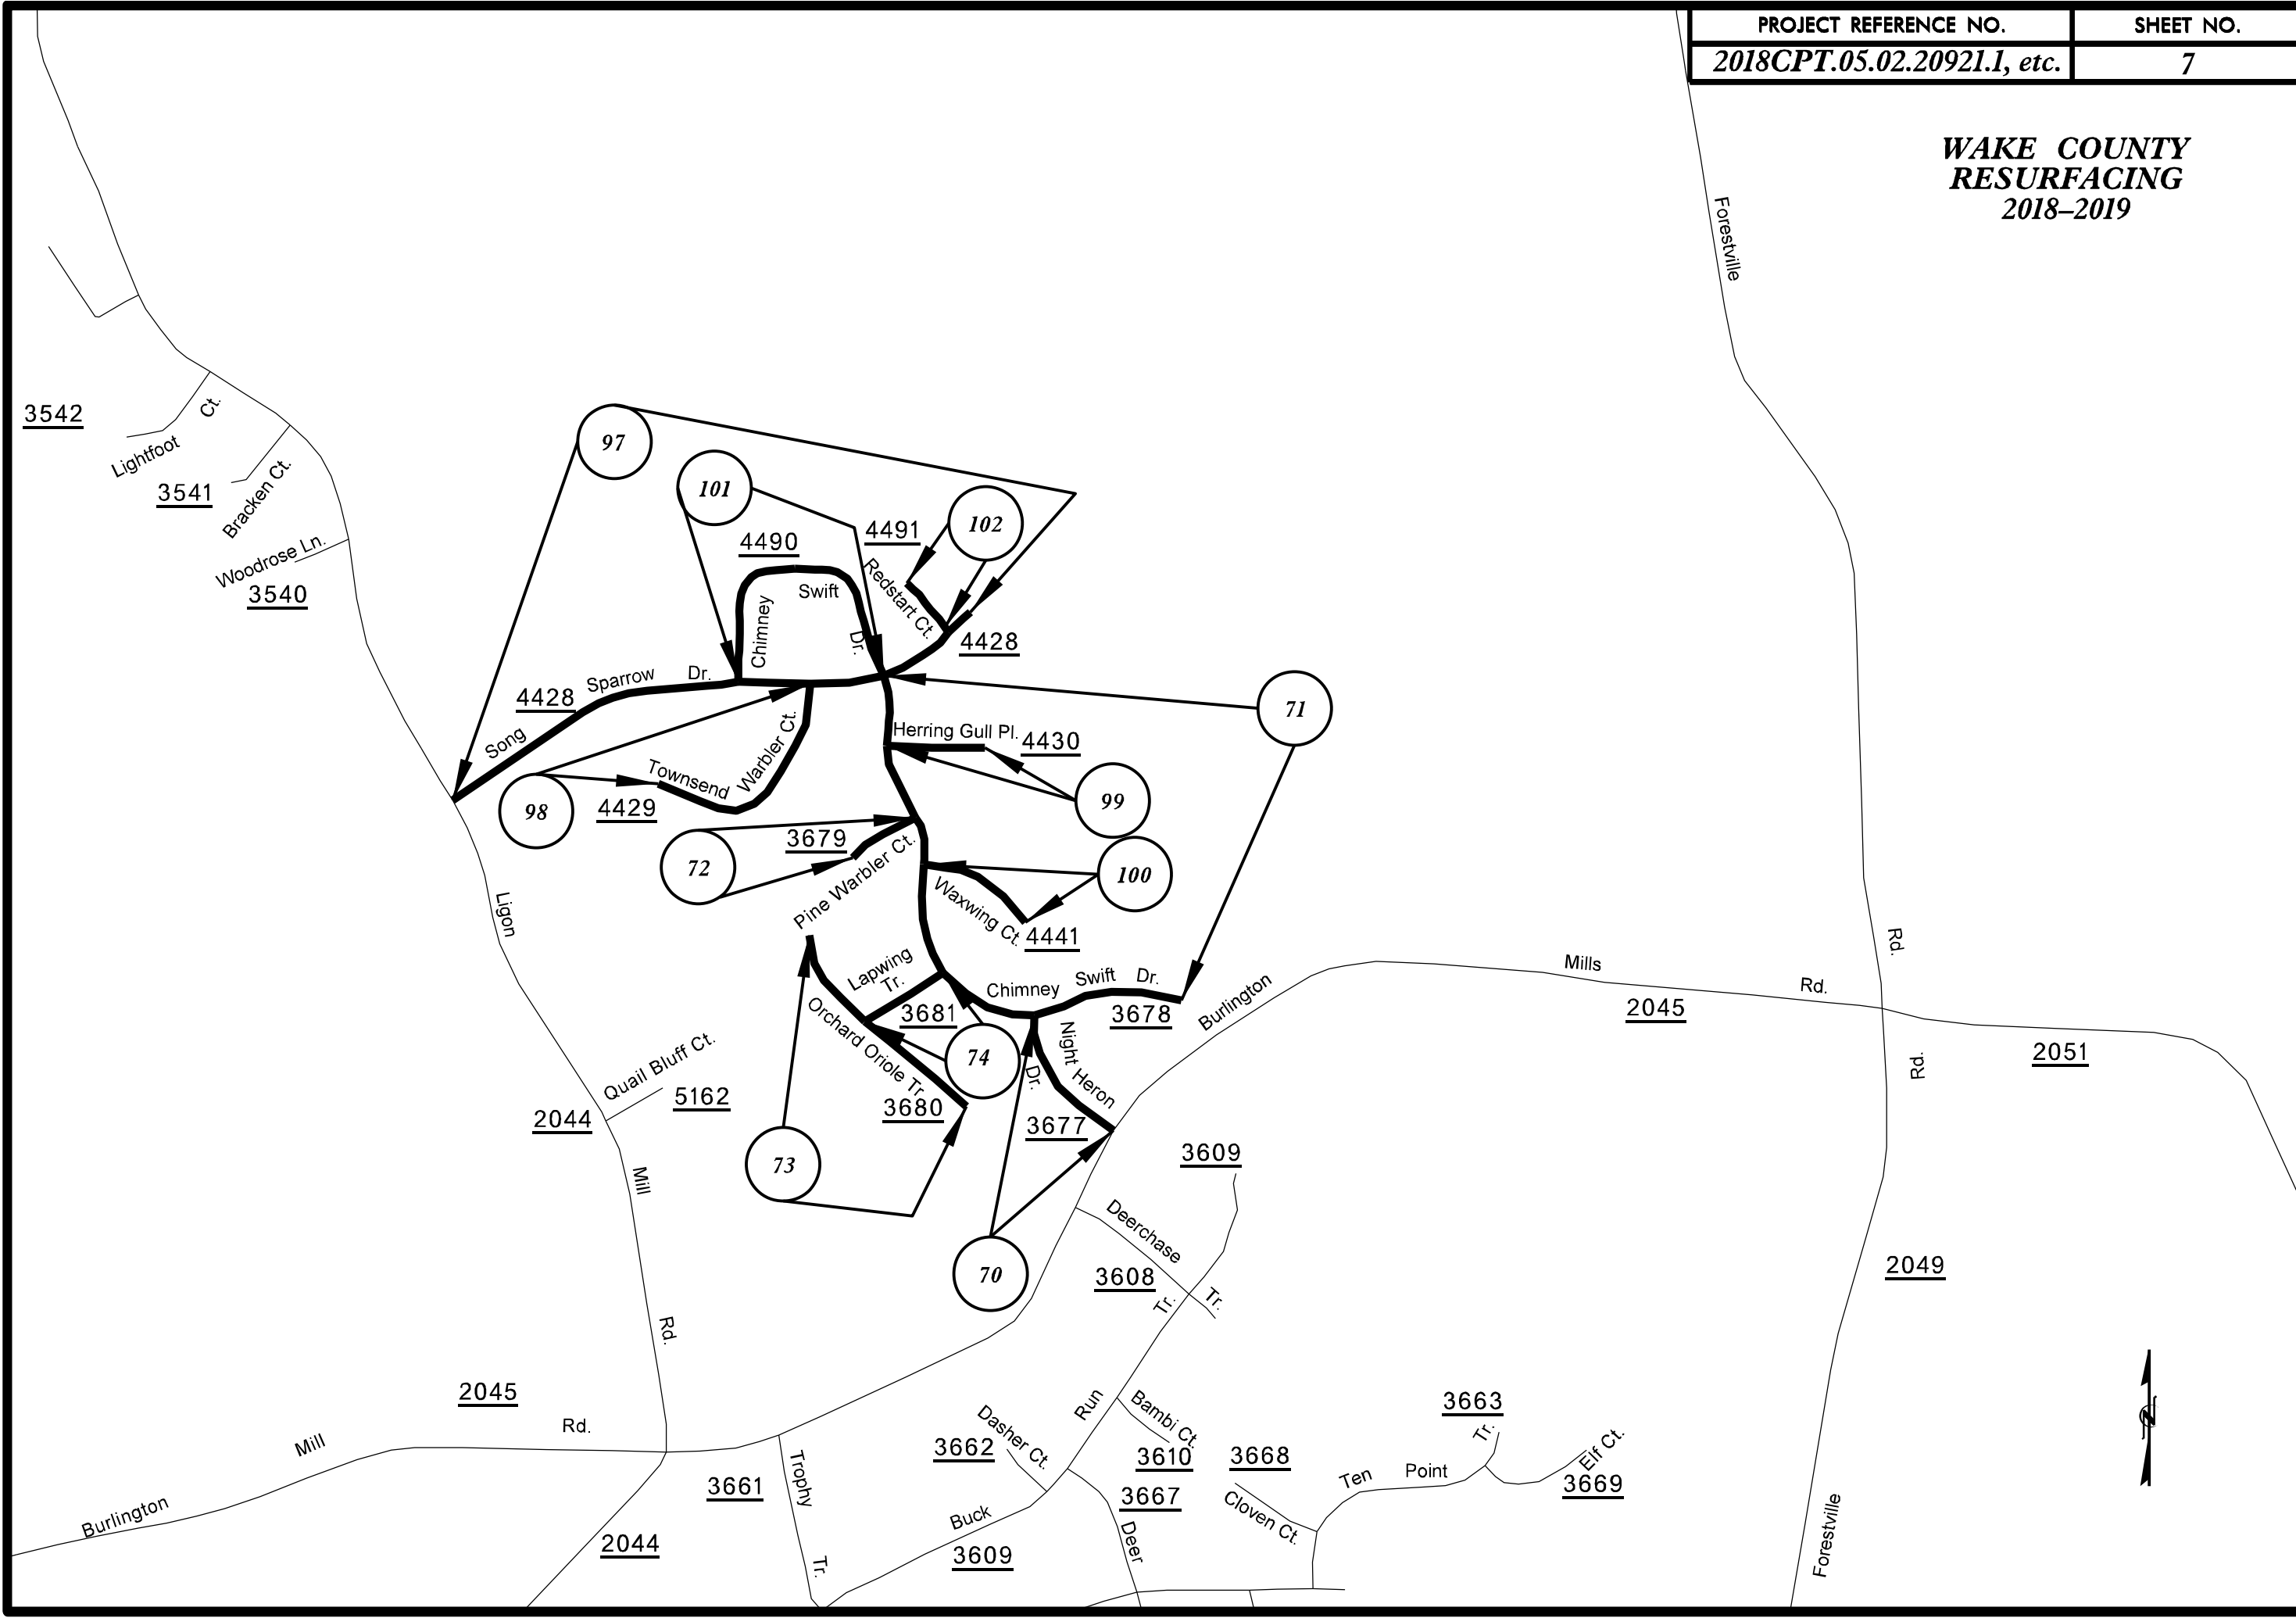 PROJECT REFERENCE NO.
SHEET NO.
2018CPT.05.02.20921.1, etc.
7
WAKE COUNTY
RESURFACING
2018–2019
Forestville
3542
Lightfoot Ct.
3541
Bracken Ct.
Woodrose Ln.
3540
97
101
102
4490
4491
Chimney Swift Dr.
Redstart Ct.
4428
4428
Song Sparrow Dr.
71
Herring Gull Pl.
4430
Townsend Warbler Ct.
98
4429
99
72
3679
Pine Warbler Ct.
100
Waxwing Ct.
4441
Ligon
Rd.
Lapwing Tr.
3681
Chimney Swift Dr.
3678
Burlington
Mills
Rd.
2045
2051
Rd.
Orchard Oriole Tr.
3680
74
Night Heron Dr.
3677
Quail Bluff Ct.
5162
2044
73
Mill
70
3609
Deerchase Tr.
3608
2049
Rd.
Tr.
2045
Mill
Rd.
Burlington
3661
Trophy
Tr.
2044
3662
Dasher Ct.
Run
Bambi Ct.
3610
3667
Buck
3609
Deer
3668
Cloven Ct.
Ten Point Tr.
3663
Elf Ct.
3669
Forestville
N